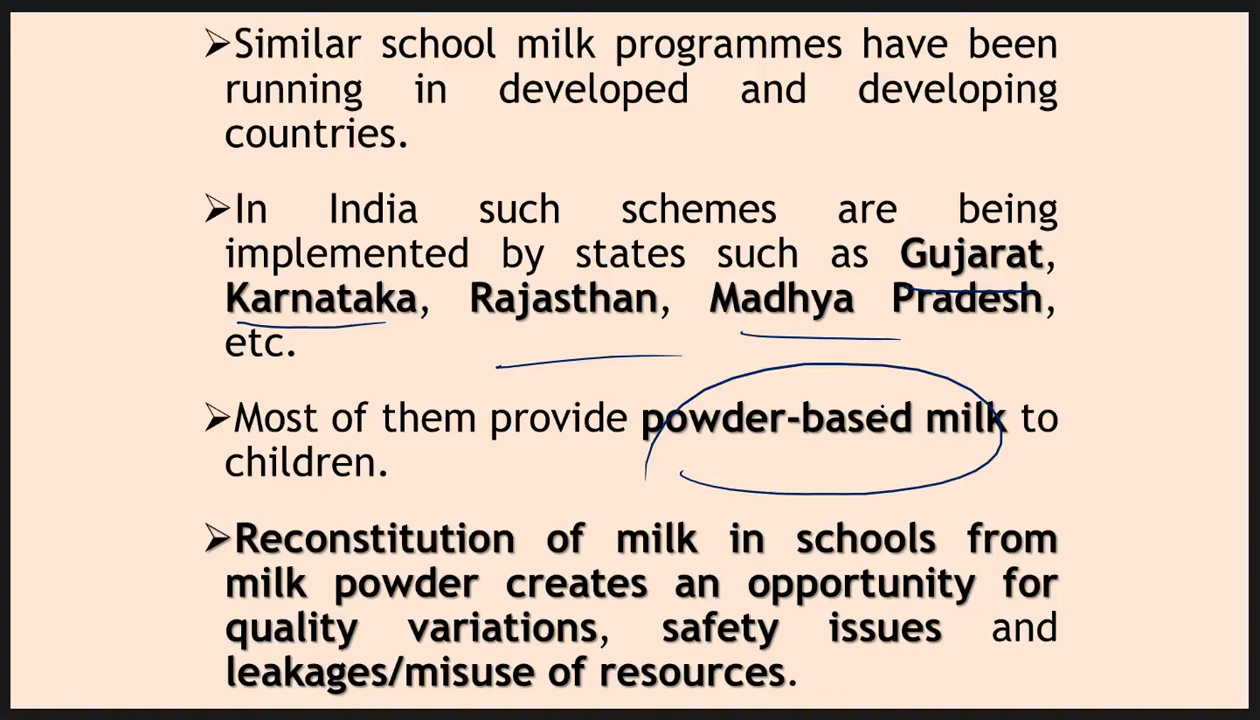 ➢Similar school milk programmes have been
running in developed and developing
countries.
➢In India such schemes are being
implemented by states such as Gujarat,
Karnataka, Rajasthan, Madhya Pradesh,
etc.
➢Most of them provide powder-based milk to
children.
➢Reconstitution of milk in schools from
milk powder creates an opportunity for
quality variations, safety issues and
leakages/misuse of resources.